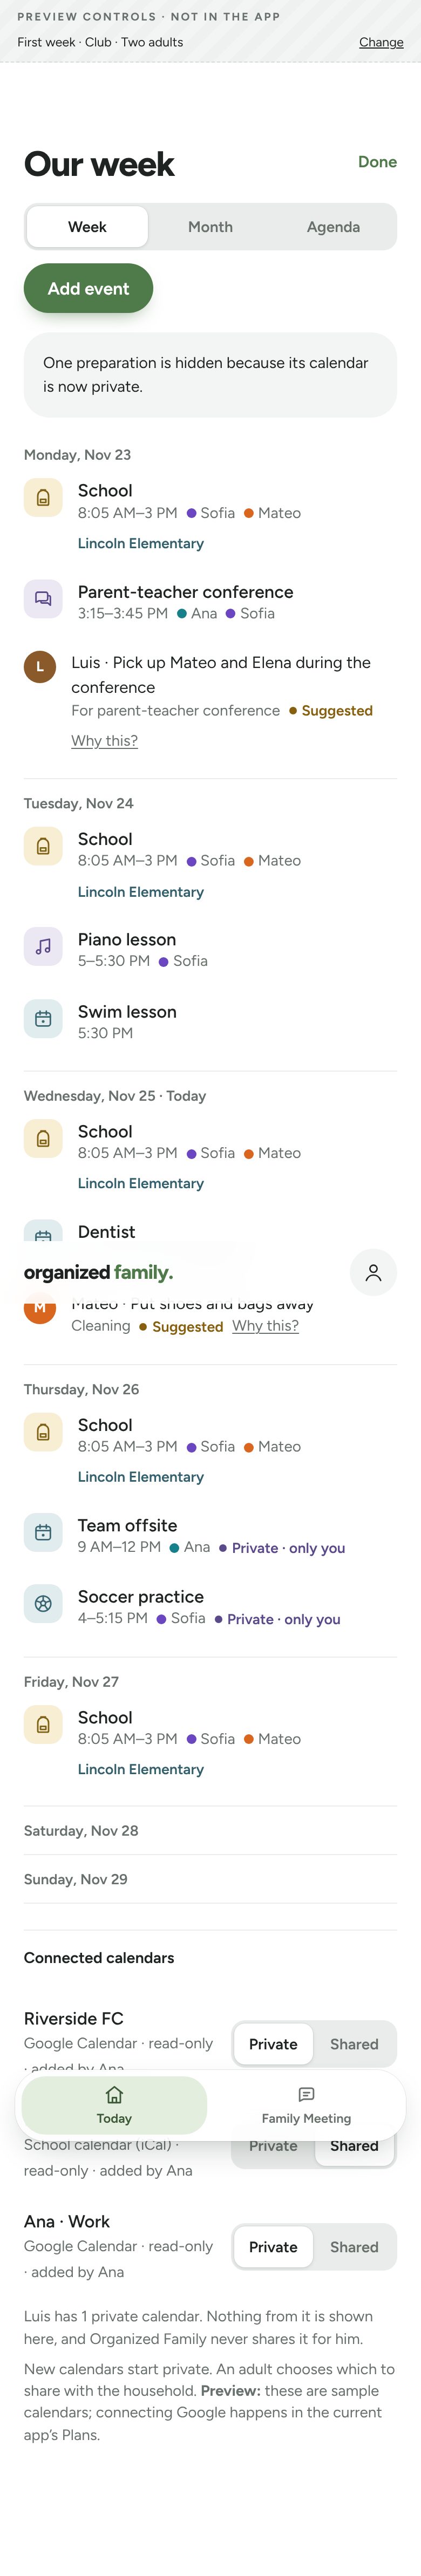 PREVIEW CONTROLS · NOT IN THE APP
First week · Club · Two adults
Change
Our week
Done
Week
Month
Agenda
Add event
One preparation is hidden because its calendar
is now private.
Monday, Nov 23
School
8:05 AM–3 PM Sofia Mateo
Lincoln Elementary
Parent-teacher conference
3:15–3:45 PM Ana Sofia
L
Luis · Pick up Mateo and Elena during the
conference
For parent-teacher conference Suggested
Why this?
Tuesday, Nov 24
School
8:05 AM–3 PM Sofia Mateo
Lincoln Elementary
Piano lesson
5–5:30 PM Sofia
Swim lesson
5:30 PM
Wednesday, Nov 25 · Today
School
8:05 AM–3 PM Sofia Mateo
Lincoln Elementary
Dentist
organized family.
M
Mateo · Put shoes and bags away
Cleaning Suggested Why this?
Thursday, Nov 26
School
8:05 AM–3 PM Sofia Mateo
Lincoln Elementary
Team offsite
9 AM–12 PM Ana Private · only you
Soccer practice
4–5:15 PM Sofia Private · only you
Friday, Nov 27
School
8:05 AM–3 PM Sofia Mateo
Lincoln Elementary
Saturday, Nov 28
Sunday, Nov 29
Connected calendars
Riverside FC
Google Calendar · read-only
· added by Ana
Private
Shared
Today
Family Meeting
School calendar (iCal) ·
read-only · added by Ana
Private
Shared
Ana · Work
Google Calendar · read-only
· added by Ana
Private
Shared
Luis has 1 private calendar. Nothing from it is shown
here, and Organized Family never shares it for him.
New calendars start private. An adult chooses which to
share with the household. Preview: these are sample
calendars; connecting Google happens in the current
app's Plans.